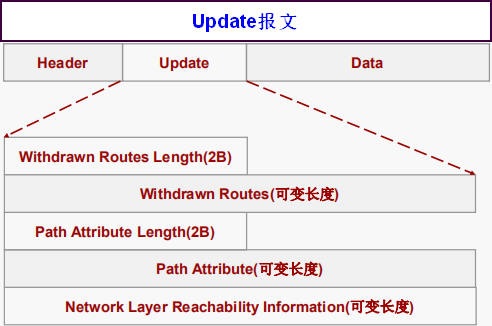 Update报文
Header
Update
Data
Withdrawn Routes Length(2B)
Withdrawn Routes(可变长度)
Path Attribute Length(2B)
Path Attribute(可变长度)
Network Layer Reachability Information(可变长度)